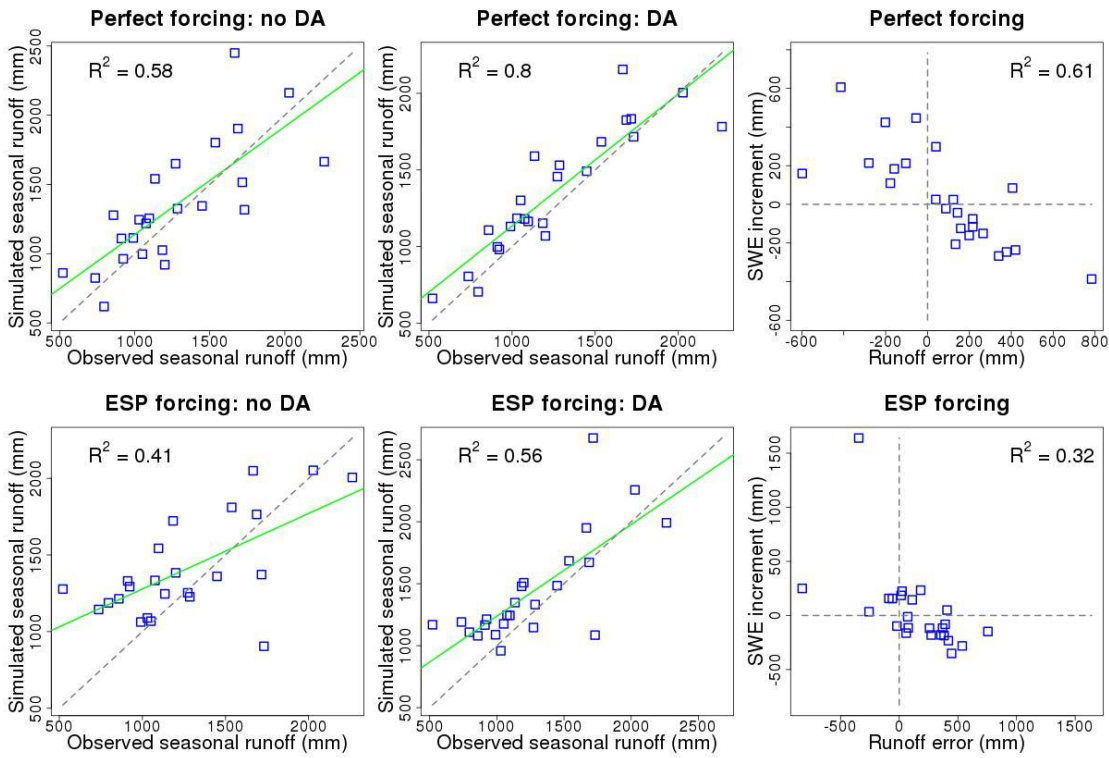 Perfect forcing: no DA
R² = 0.58
Simulated seasonal runoff (mm)
500 1000 1500 2000 2500
500 1000 1500 2000 2500
Observed seasonal runoff (mm)
Perfect forcing: DA
R² = 0.8
Simulated seasonal runoff (mm)
500 1000 1500 2000
500 1000 1500 2000
Observed seasonal runoff (mm)
Perfect forcing
R² = 0.61
SWE increment (mm)
-600 -200 0 200 600
-600 -200 0 200 400 600 800
Runoff error (mm)
ESP forcing: no DA
R² = 0.41
Simulated seasonal runoff (mm)
500 1000 1500 2000
500 1000 1500 2000
Observed seasonal runoff (mm)
ESP forcing: DA
R² = 0.56
Simulated seasonal runoff (mm)
500 1000 1500 2000 2500
500 1000 1500 2000 2500
Observed seasonal runoff (mm)
ESP forcing
R² = 0.32
SWE increment (mm)
-500 0 500 1000 1500
-500 0 500 1000 1500
Runoff error (mm)